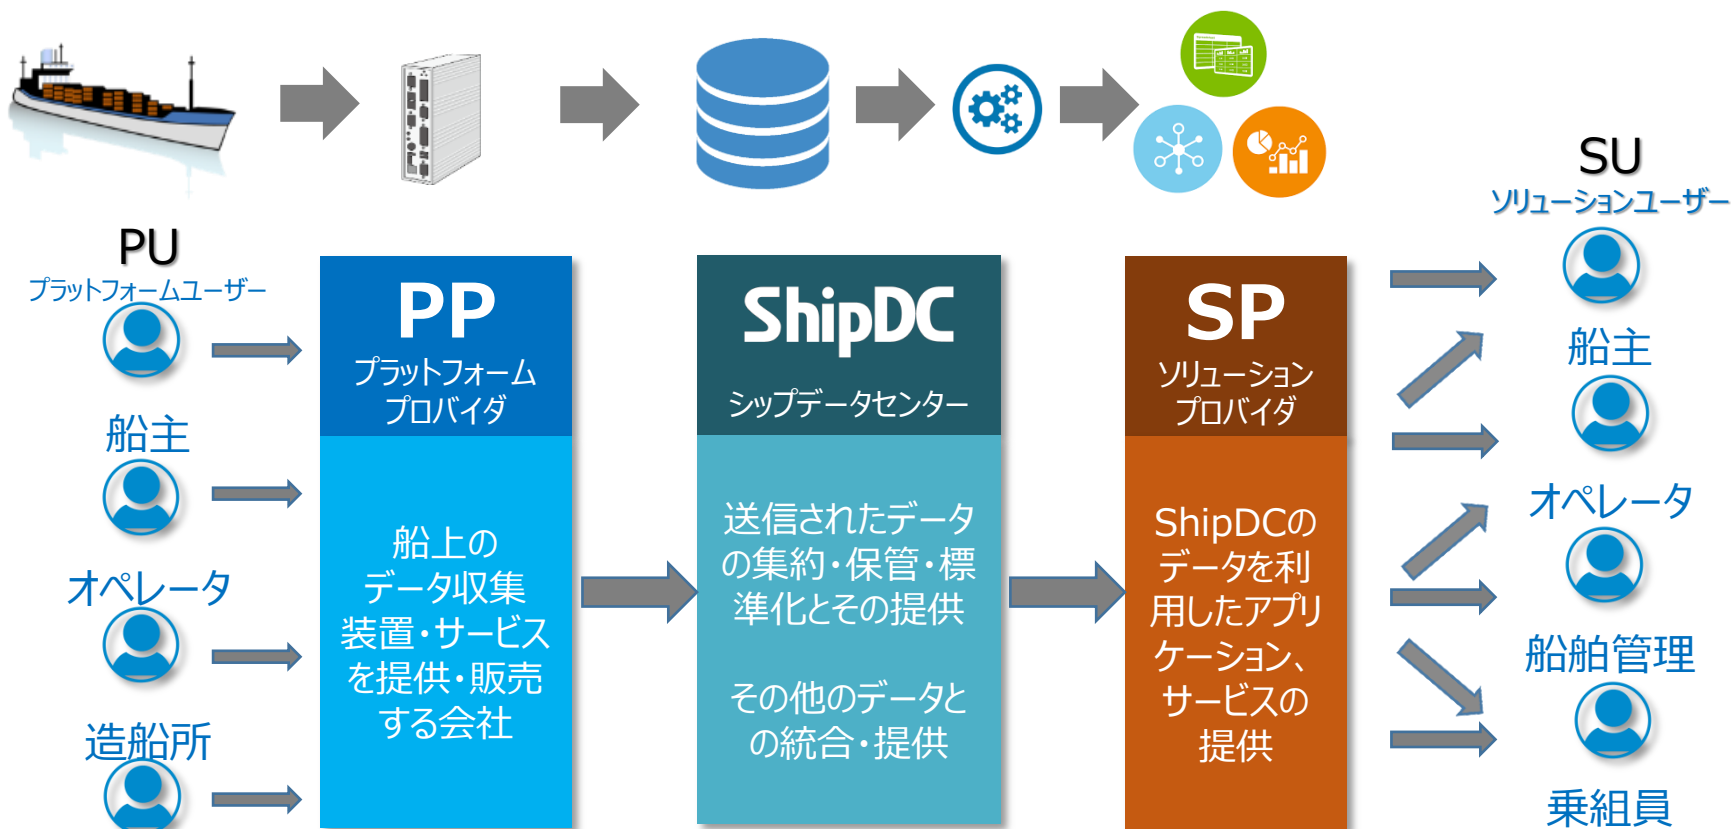 PU
プラットフォームユーザー
船主
オペレータ
造船所
PP
プラットフォーム
プロバイダ
船上の
データ収集
装置・サービス
を提供・販売
する会社
ShipDC
シップデータセンター
送信されたデータ
の集約・保管・標
準化とその提供
その他のデータと
の統合・提供
SP
ソリューション
プロバイダ
ShipDCの
データを利
用したアプリ
ケーション、
サービスの
提供
SU
ソリューションユーザー
船主
オペレータ
船舶管理
乗組員